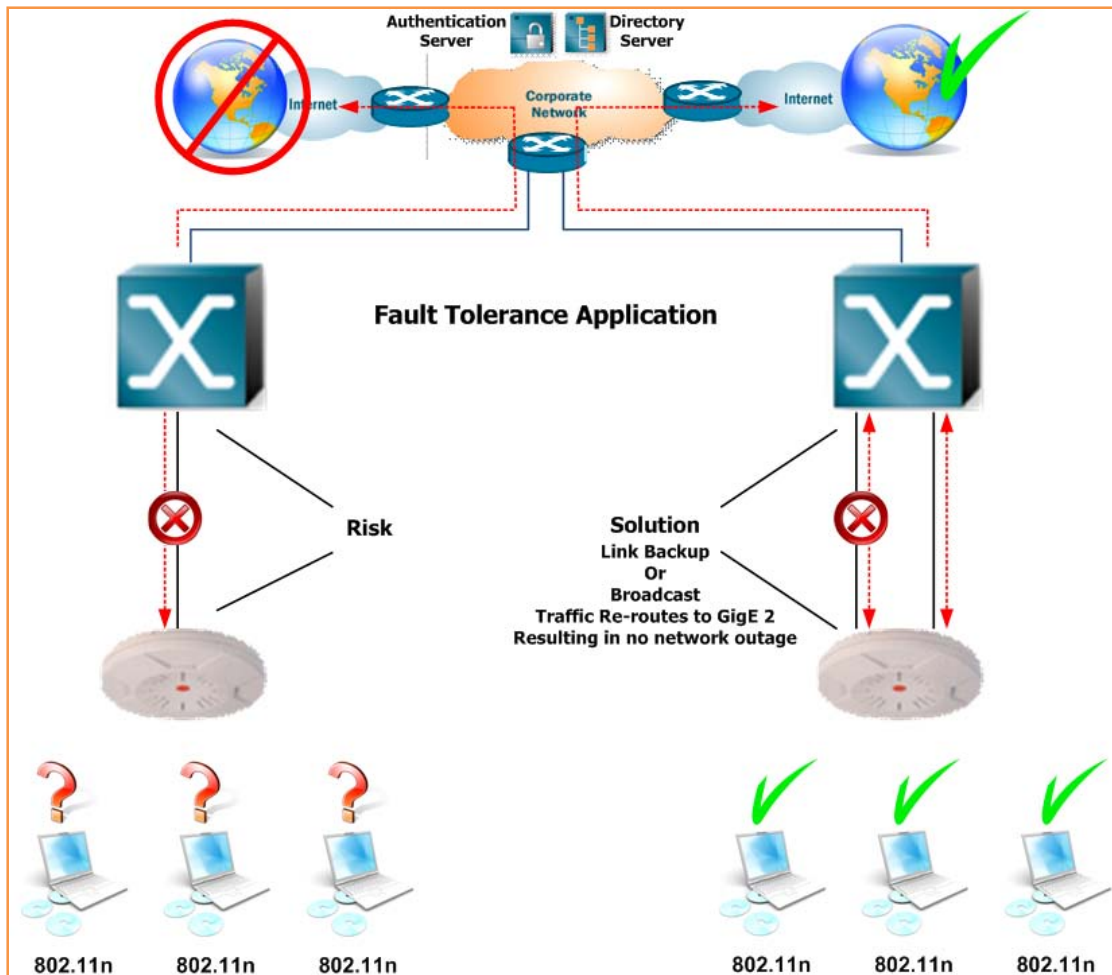 Authentication
Server
Directory
Server
Internet
Corporate
Network
Internet
Fault Tolerance Application
Risk
Solution
Link Backup
Or
Broadcast
Traffic Re-routes to GigE 2
Resulting in no network outage
? ? ?
802.11n 802.11n 802.11n 802.11n 802.11n 802.11n